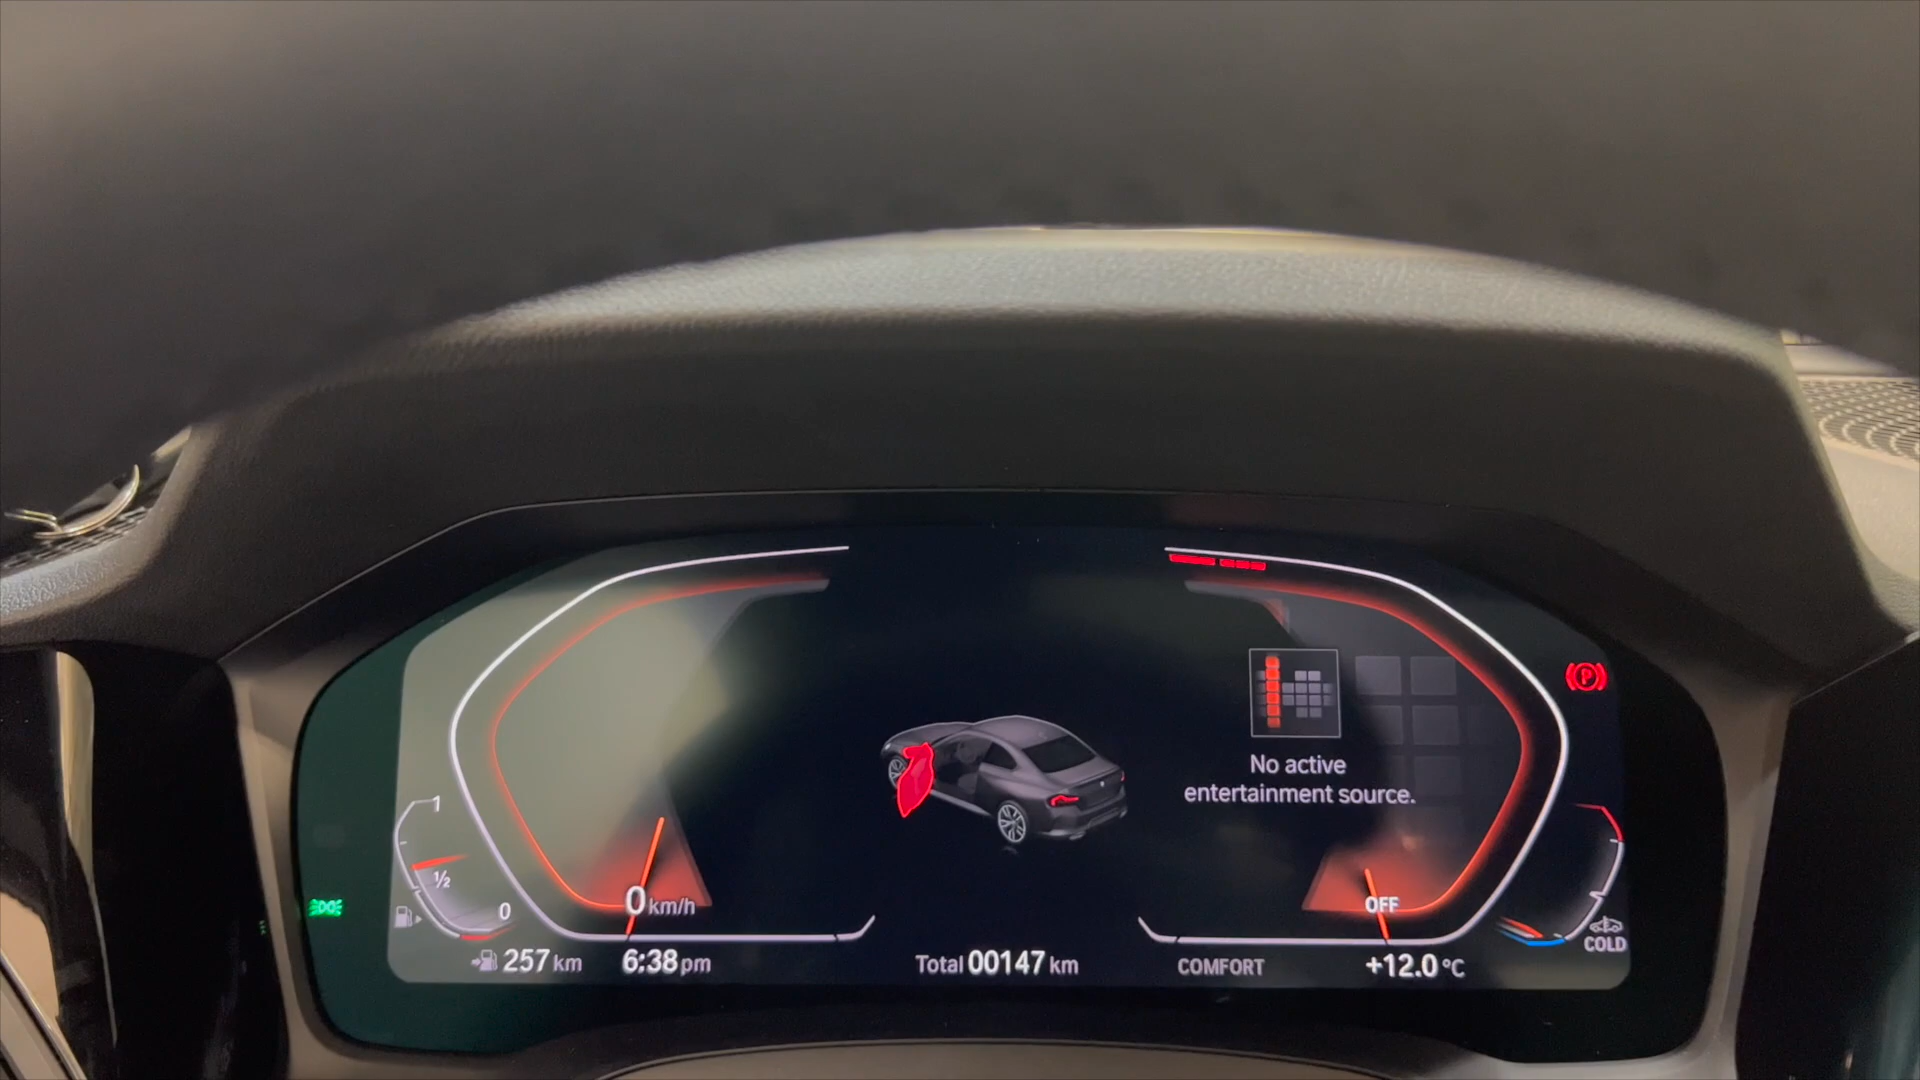 No active
entertainment source.
P
1
1/2
0
0 km/h
OFF
COLD
257 km
6:38 pm
Total 00147 km
COMFORT
+12.0 °C